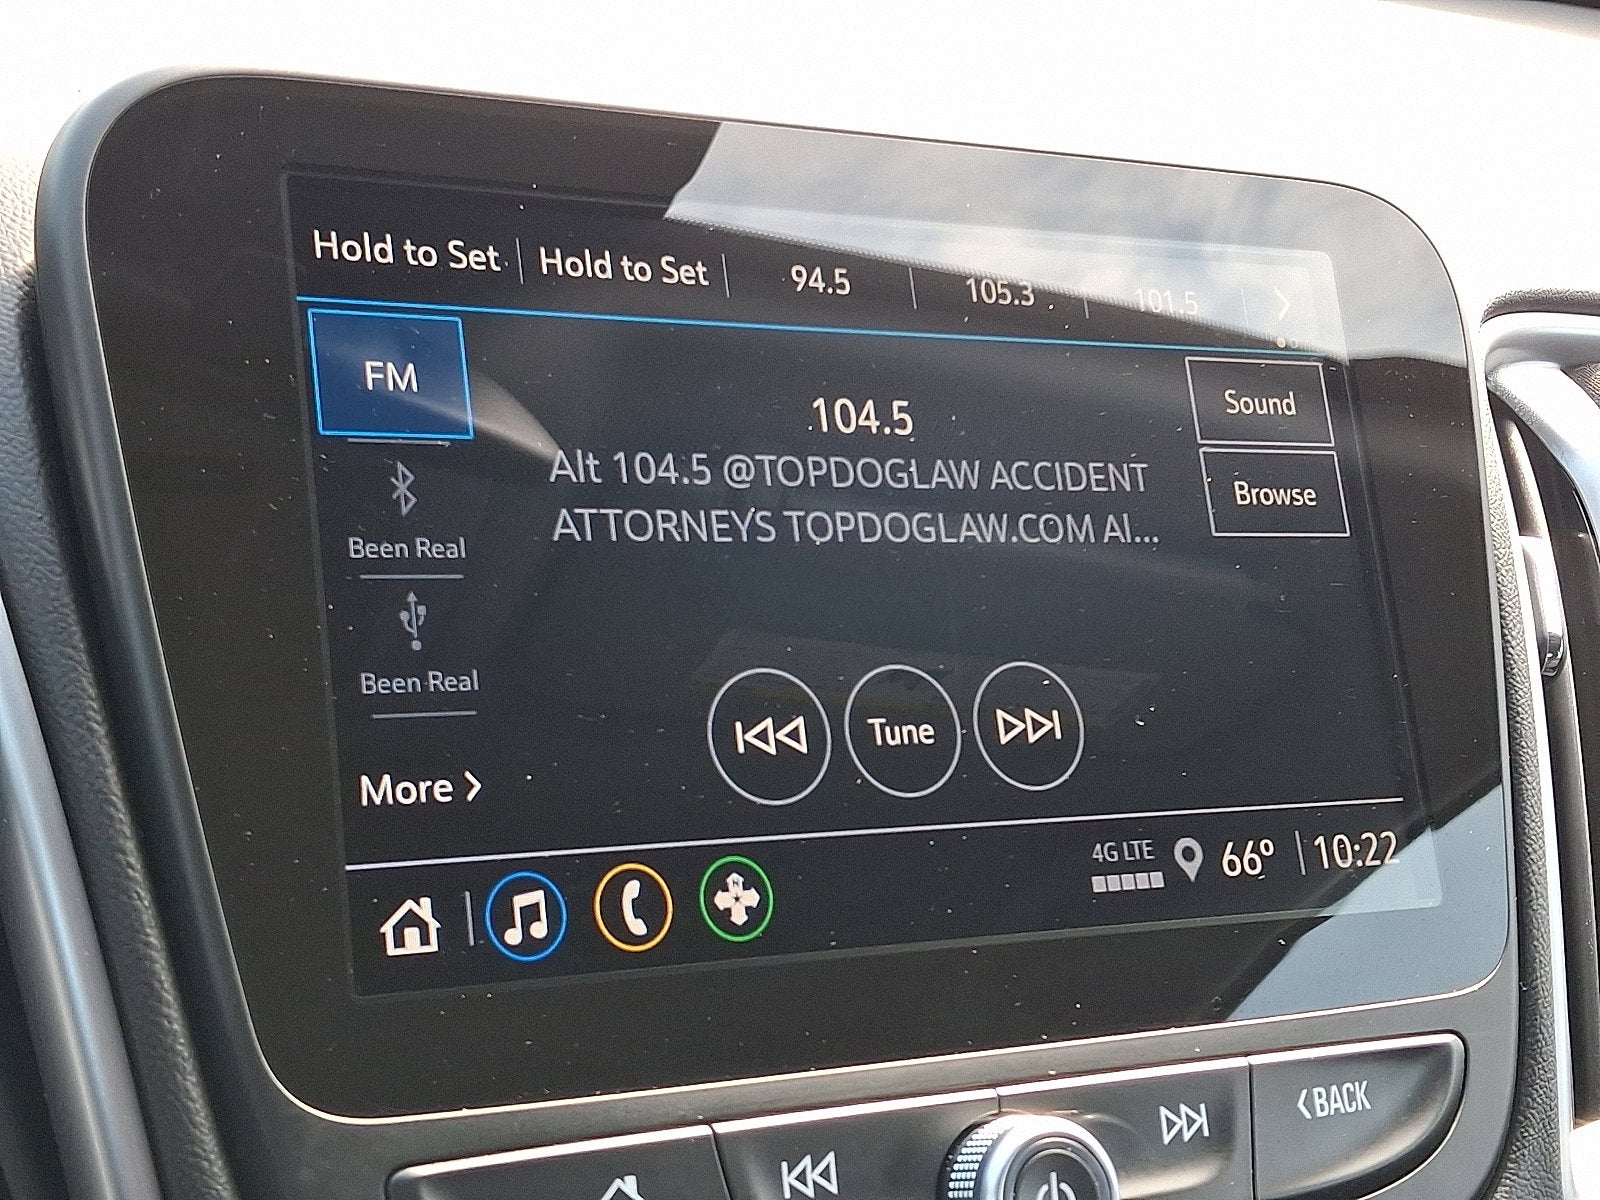 Hold to Set Hold to Set 94.5 105.3 101.5
FM
104.5
Sound
Alt 104.5 @TOPDOGLAW ACCIDENT
ATTORNEYS TOPDOGLAW.COM Al...
Browse
Been Real
Been Real
Tune
More
4G LTE 66° 10:22
N
BACK